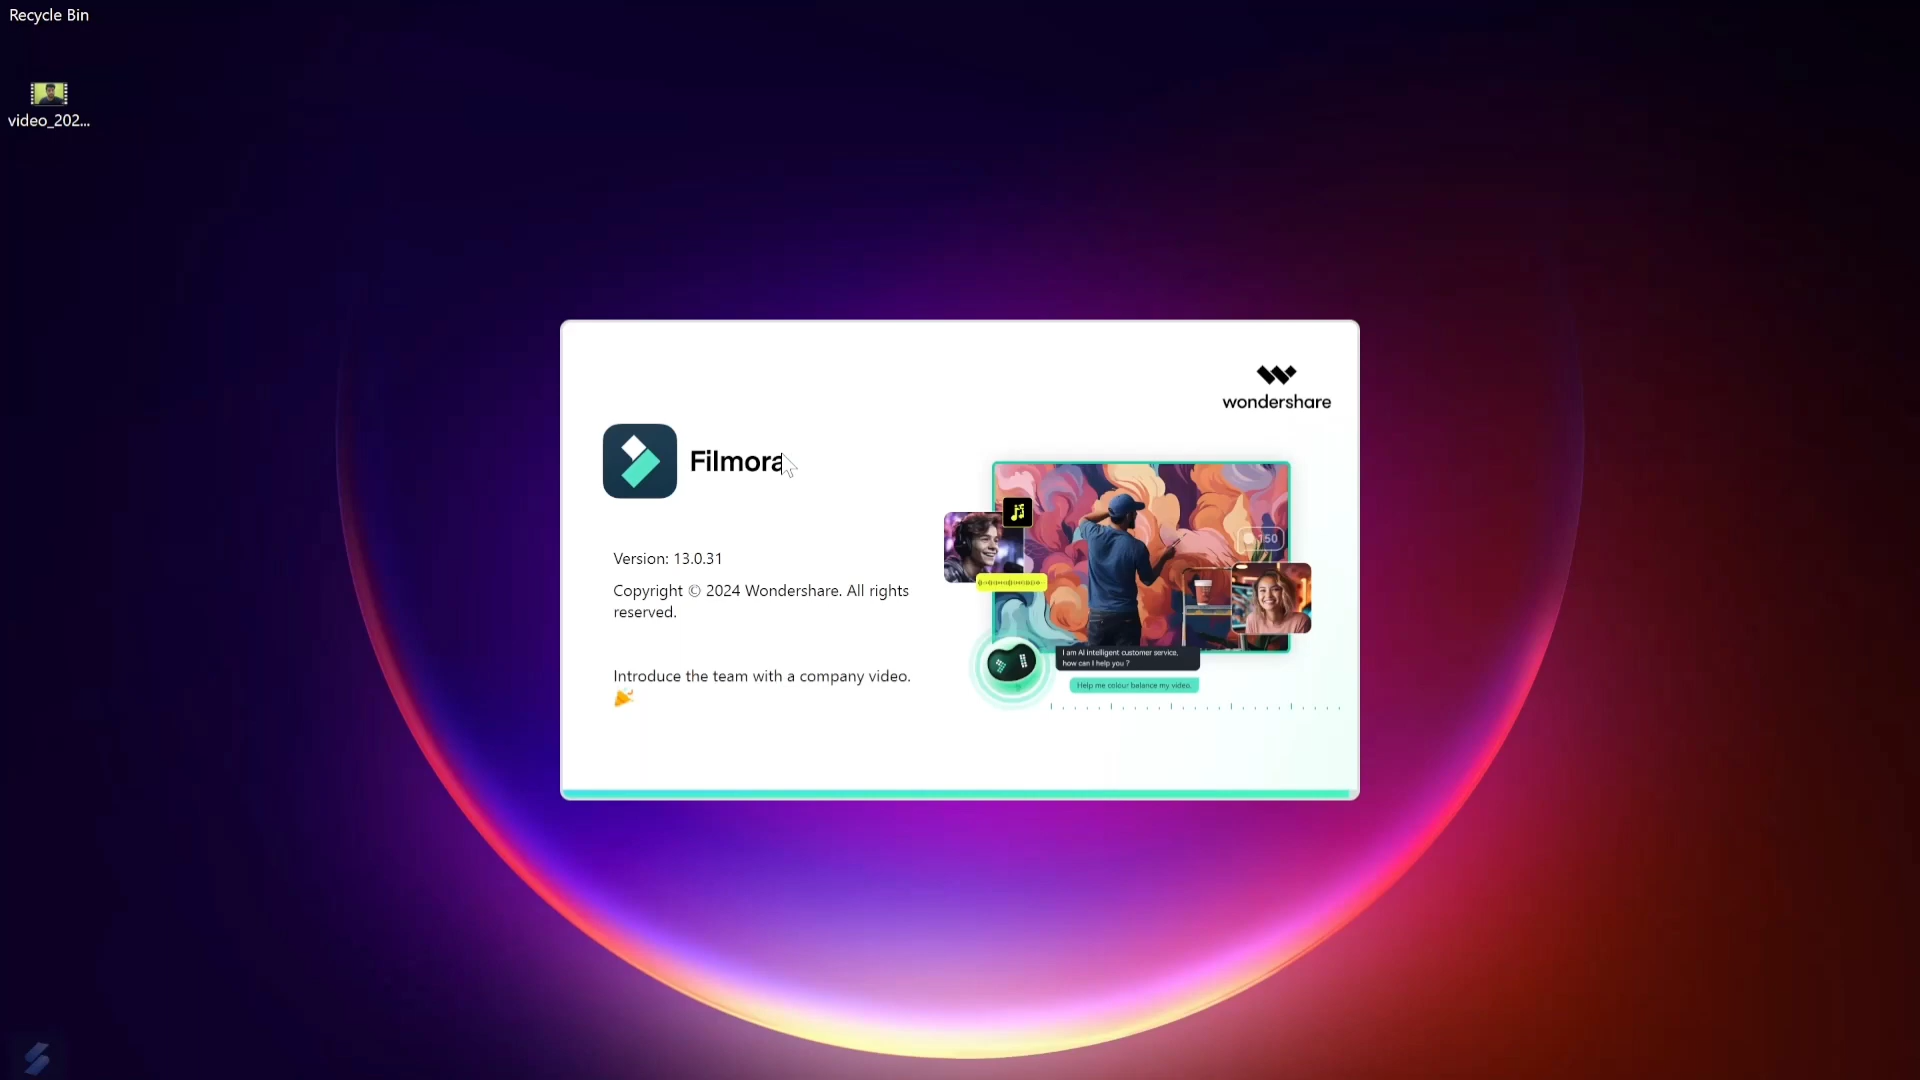 Recycle Bin
video_202...
wondershare
Filmora
150
Version: 13.0.31
Copyright © 2024 Wondershare. All rights
reserved.
I am AI intelligent customer service,
how can I help you ?
Introduce the team with a company video.
🎉
Help me colour balance my video.